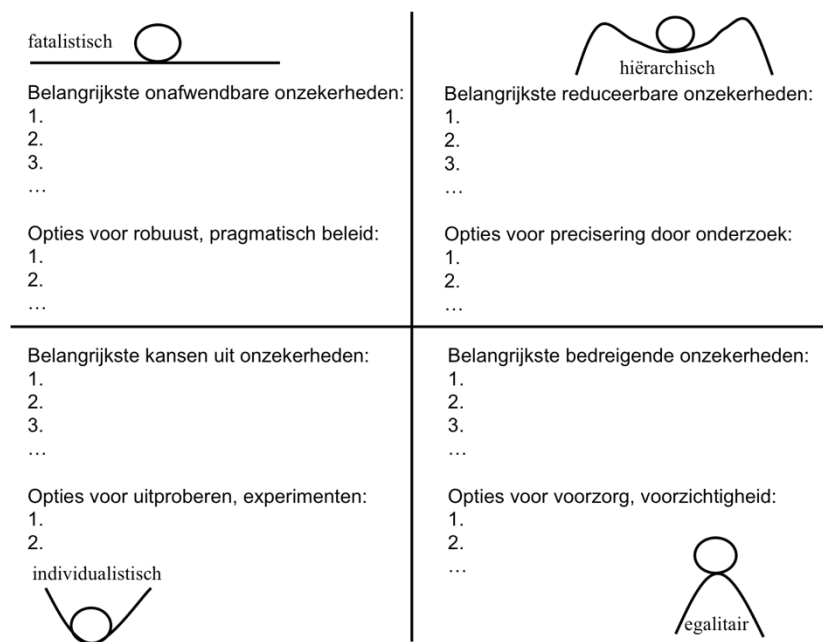 fatalistisch
Belangrijkste onafwendbare onzekerheden:
1.
2.
3.
…
Opties voor robuust, pragmatisch beleid:
1.
2.
…
hiërarchisch
Belangrijkste reduceerbare onzekerheden:
1.
2.
3.
…
Opties voor precisering door onderzoek:
1.
2.
…
Belangrijkste kansen uit onzekerheden:
1.
2.
3.
…
Opties voor uitproberen, experimenten:
1.
2.
individualistisch
Belangrijkste bedreigende onzekerheden:
1.
2.
3.
…
Opties voor voorzorg, voorzichtigheid:
1.
2.
…
egalitair